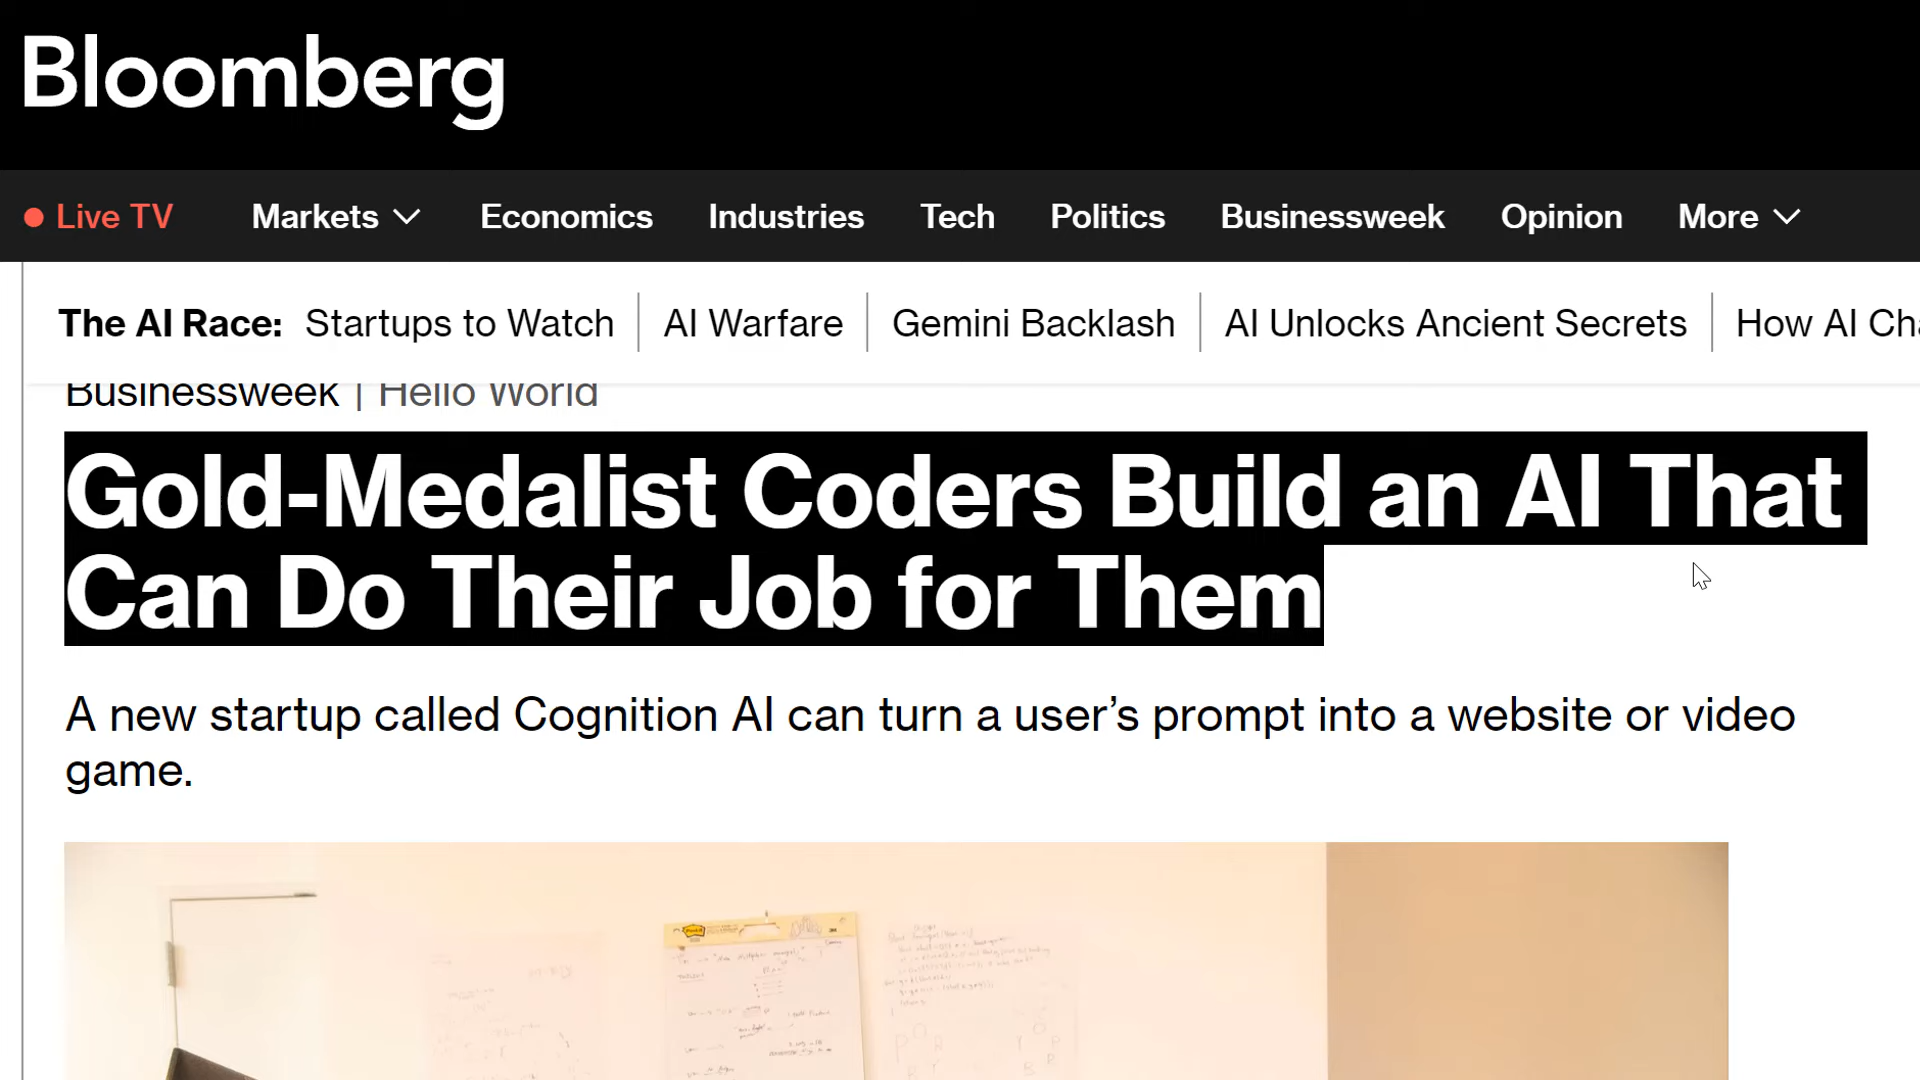 Bloomberg
Live TV Markets Economics Industries Tech Politics Businessweek Opinion More
The AI Race: Startups to Watch AI Warfare Gemini Backlash AI Unlocks Ancient Secrets How AI
Businessweek | Hello World
Gold-Medalist Coders Build an AI That
Can Do Their Job for Them
A new startup called Cognition AI can turn a user’s prompt into a website or video
game.